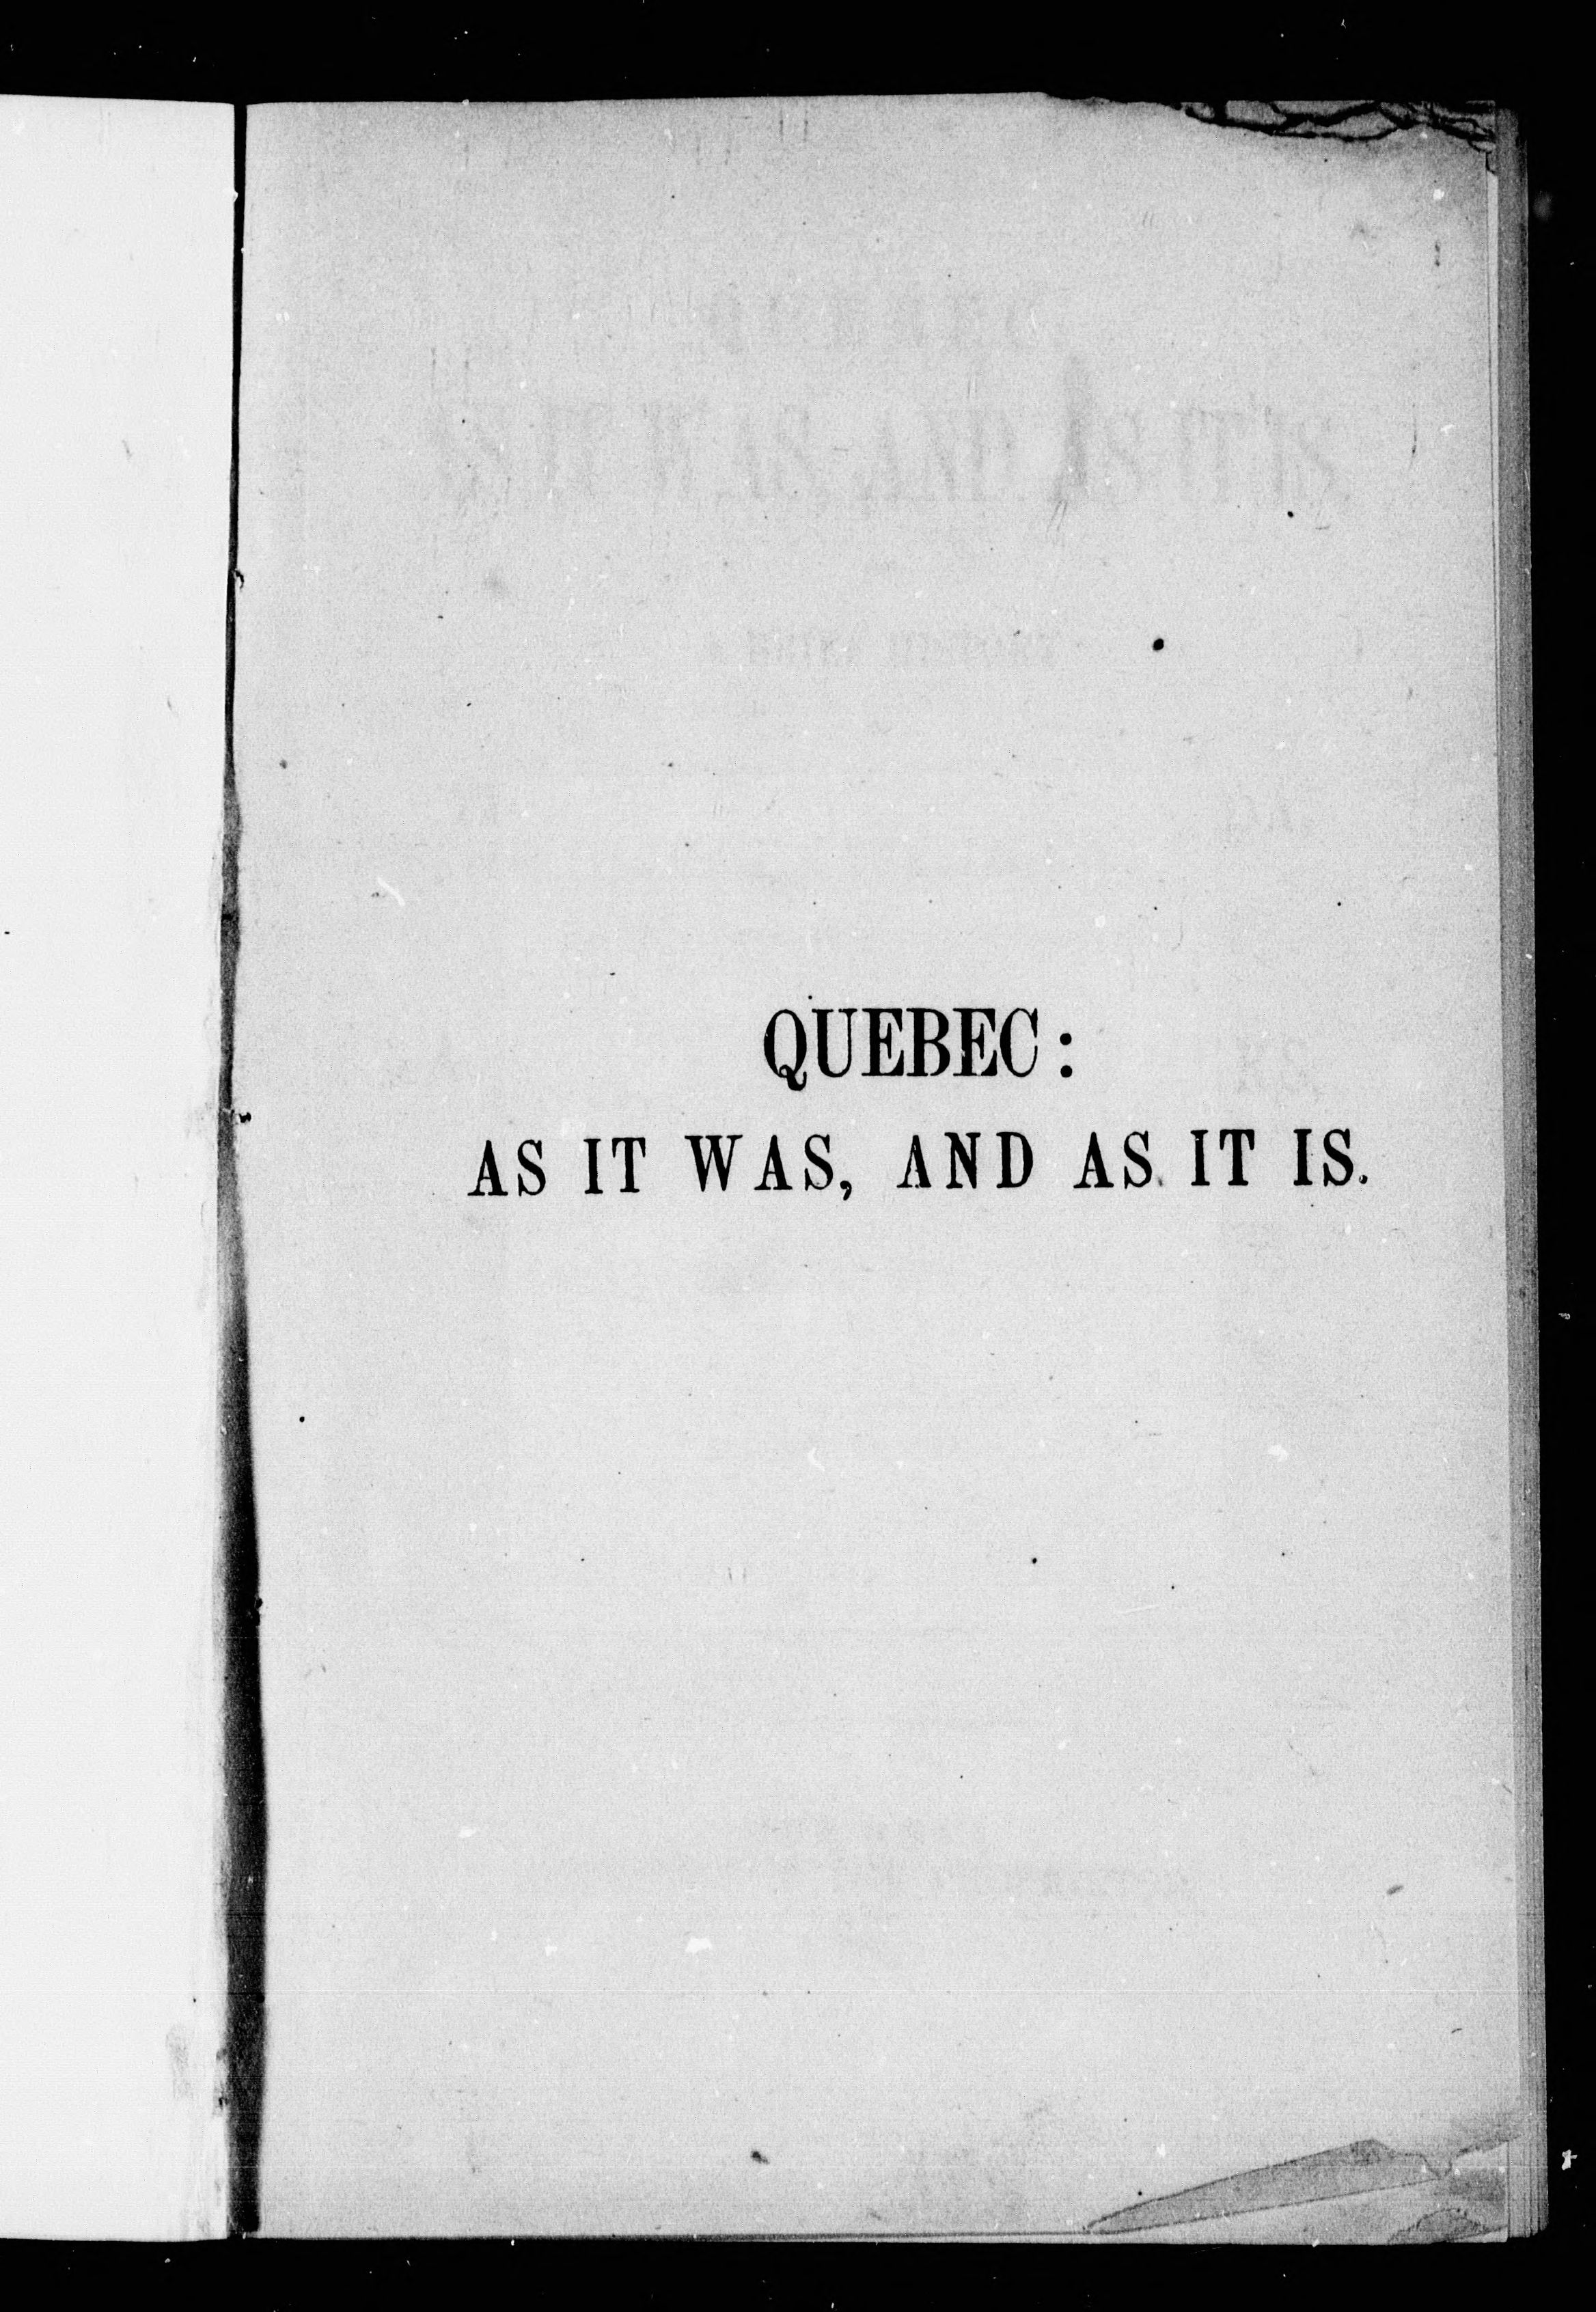 QUEBEC:
AS IT WAS, AND AS IT IS.